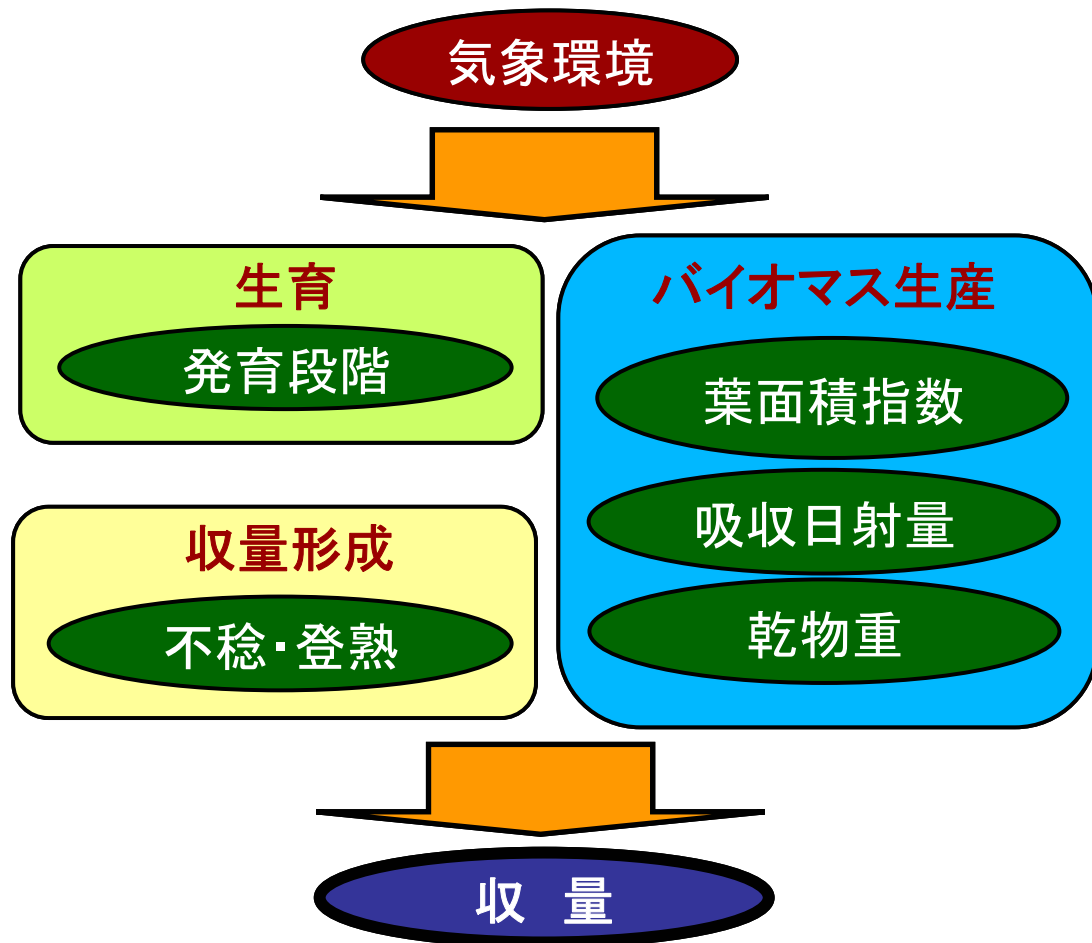 気象環境
生育
発育段階
収量形成
不稔・登熟
バイオマス生産
葉面積指数
吸収日射量
乾物重
収 量